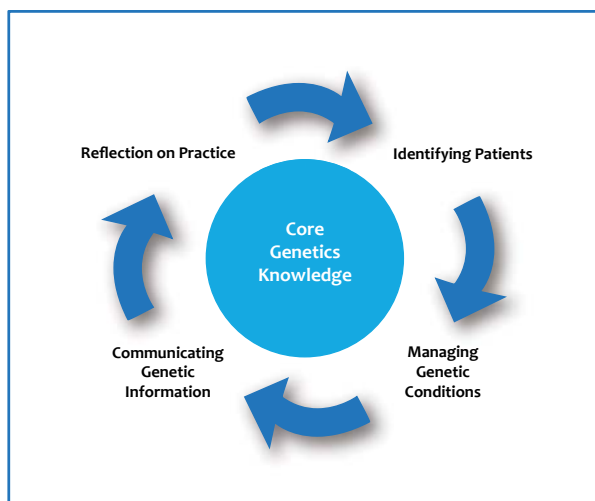 Reflection on Practice
Identifying Patients
Core
Genetics
Knowledge
Communicating
Genetic
Information
Managing
Genetic
Conditions